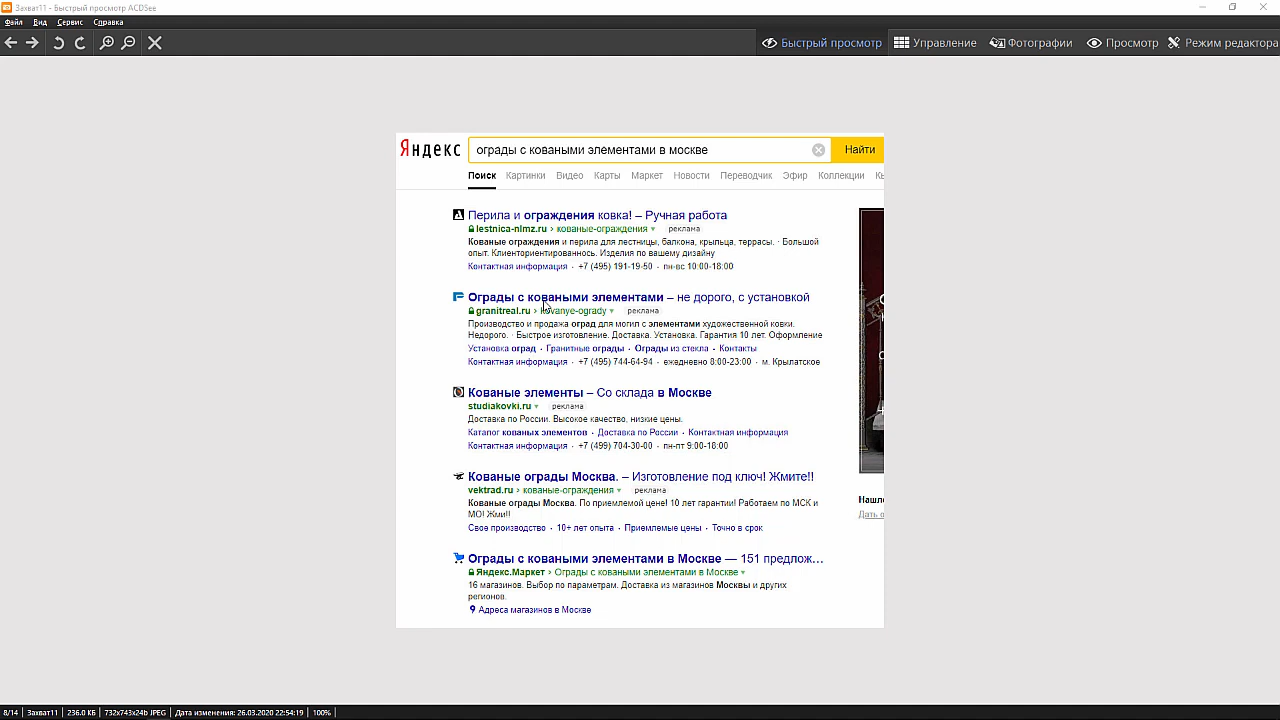 Захват11 - Быстрый просмотр ACDSee
Файл Вид Сервис Справка
Быстрый просмотр Управление Фотографии Просмотр Режим редактора
Яндекс ограды с коваными элементами в москве Найти
Поиск Картинки Видео Карты Маркет Новости Переводчик Эфир Коллекции
Перила и ограждения ковка! – Ручная работа
lestnica-nlmz.ru › кованые-ограждения реклама
Кованые ограждения и перила для лестницы, балкона, крыльца, террасы. · Большой
опыт. Клиенториентированнось. Изделия по вашему дизайну
Контактная информация · +7 (495) 191-19-50 · пн-вс 10:00-18:00
Ограды с коваными элементами – не дорого, с установкой
granitreal.ru › kovanye-ogrady реклама
Производство и продажа оград для могил с элементами художественной ковки.
Недорого. · Быстрое изготовление. Доставка. Установка. Гарантия 10 лет. Оформление
Установка оград · Гранитные ограды · Ограды из стекла · Контакты
Контактная информация · +7 (495) 744-64-94 · ежедневно 8:00-23:00 · м. Крылатское
Кованые элементы – Со склада в Москве
studiakovki.ru реклама
Доставка по России. Высокое качество, низкие цены.
Каталог кованых элементов · Доставка по России · Контактная информация
Контактная информация · +7 (499) 704-30-00 · пн-пт 9:00-18:00
Кованые ограды Москва. – Изготовление под ключ! Жмите!!
vektrad.ru › кованые-ограждения реклама
Кованые ограды Москва. По приемлемой цене! 10 лет гарантии! Работаем по МСК и
МО! Жми!!
Свое производство · 10+ лет опыта · Приемлемые цены · Точно в срок
Ограды с коваными элементами в Москве — 151 предлож…
Яндекс.Маркет › Ограды с коваными элементами в Москве
16 магазинов. Выбор по параметрам. Доставка из магазинов Москвы и других
регионов.
Адреса магазинов в Москве
8/14 Захват11 236.0 КБ 732x743x24b JPEG Дата изменения: 26.03.2020 22:54:19 100%